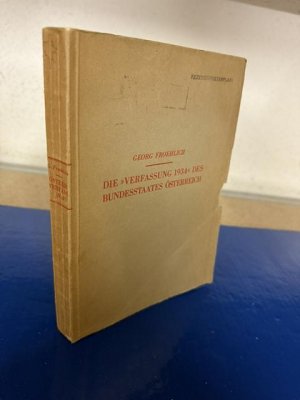 REZENSIONSEXEMPLAR
GEORG FROEHLICH
DIE »VERFASSUNG 1934« DES
BUNDESSTAATES ÖSTERREICH